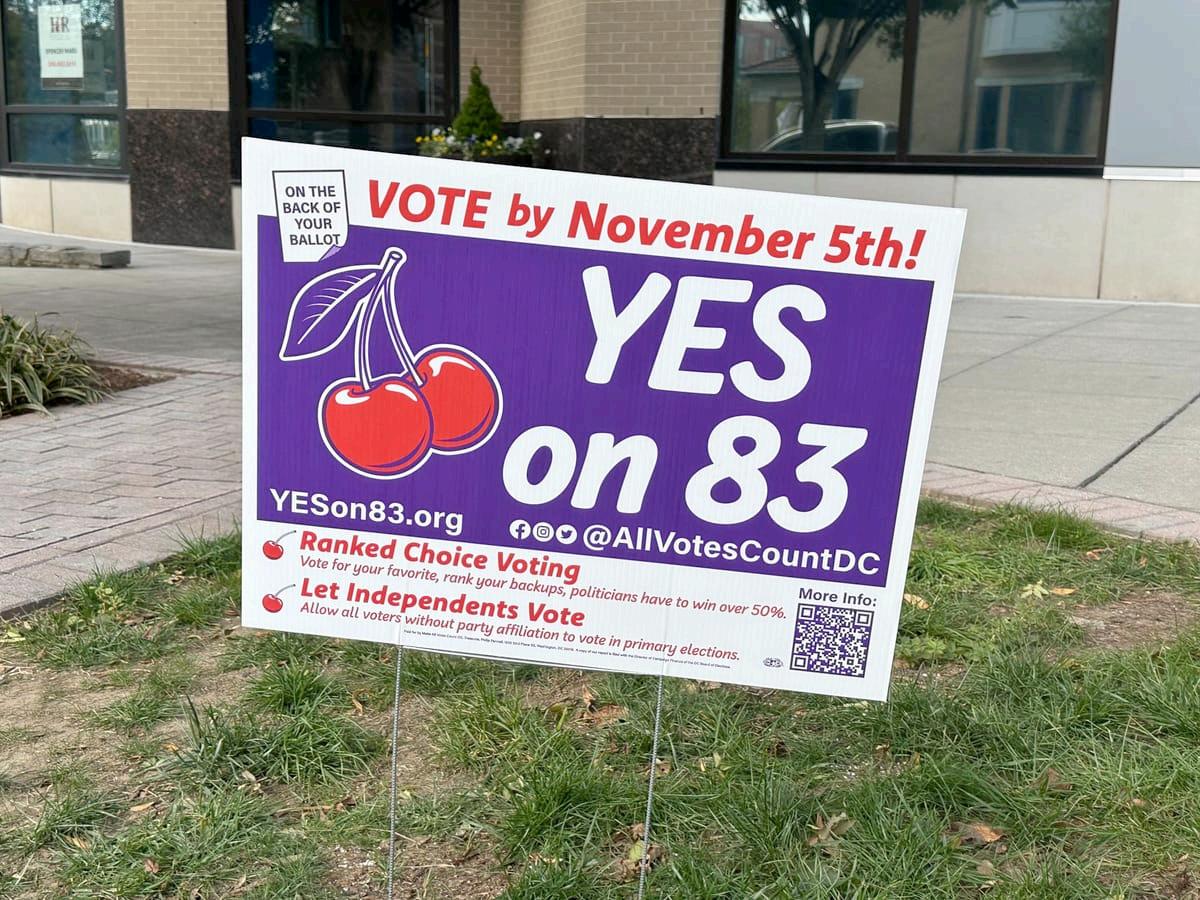 HR
ON THE
BACK OF
YOUR
BALLOT
VOTE by November 5th!
YES
on 83
YESon83.org
@AllVotesCountDC
Ranked Choice Voting
Vote for your favorite, rank your backups, politicians have to win over 50%.
Let Independents Vote
Allow all voters without party affiliation to vote in primary elections.
More Info: